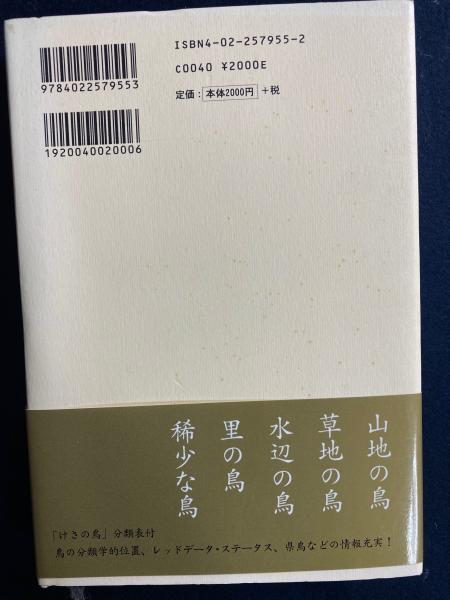 ISBN4-02-257955-2
C0040 ¥2000E
定価:本体2000円+税
9784022579553
1920040020006
山地の鳥
草地の鳥
水辺の鳥
里の鳥
稀少な鳥
「けさの鳥」分類表付
鳥の分類学的位置、レッドデータ・ステータス、県鳥などの情報充実!